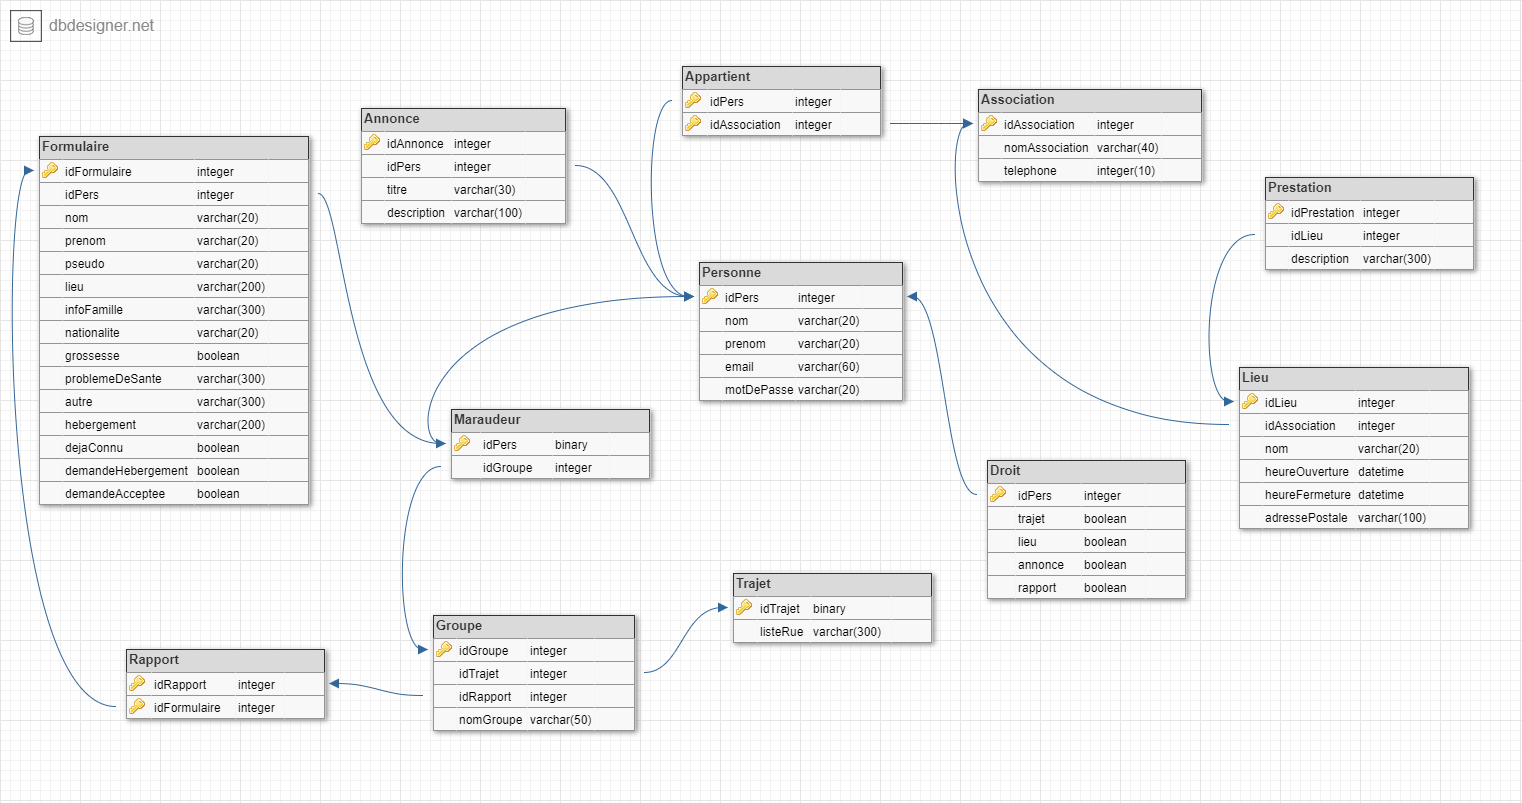 dbdesigner.net
Formulaire
idFormulaire integer
idPers integer
nom varchar(20)
prenom varchar(20)
pseudo varchar(20)
lieu varchar(200)
infoFamille varchar(300)
nationalite varchar(20)
grossesse boolean
problemeDeSante varchar(300)
autre varchar(300)
hebergement varchar(200)
dejaConnu boolean
demandeHebergement boolean
demandeAcceptee boolean
Annonce
idAnnonce integer
idPers integer
titre varchar(30)
description varchar(100)
Appartient
idPers integer
idAssociation integer
Association
idAssociation integer
nomAssociation varchar(40)
telephone integer(10)
Prestation
idPrestation integer
idLieu integer
description varchar(300)
Personne
idPers integer
nom varchar(20)
prenom varchar(20)
email varchar(60)
motDePasse varchar(20)
Lieu
idLieu integer
idAssociation integer
nom varchar(20)
heureOuverture datetime
heureFermeture datetime
adressePostale varchar(100)
Maraudeur
idPers binary
idGroupe integer
Droit
idPers integer
trajet boolean
lieu boolean
annonce boolean
rapport boolean
Trajet
idTrajet binary
listeRue varchar(300)
Groupe
idGroupe integer
idTrajet integer
idRapport integer
nomGroupe varchar(50)
Rapport
idRapport integer
idFormulaire integer